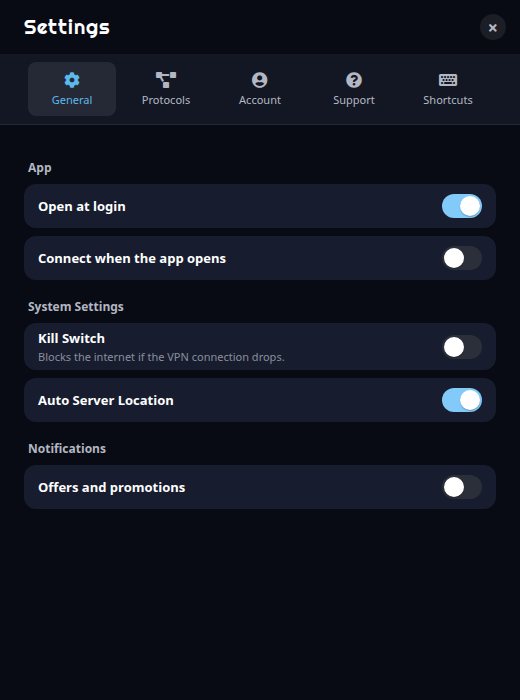 Settings
General
Protocols
Account
Support
Shortcuts
App
Open at login
Connect when the app opens
System Settings
Kill Switch
Blocks the internet if the VPN connection drops.
Auto Server Location
Notifications
Offers and promotions